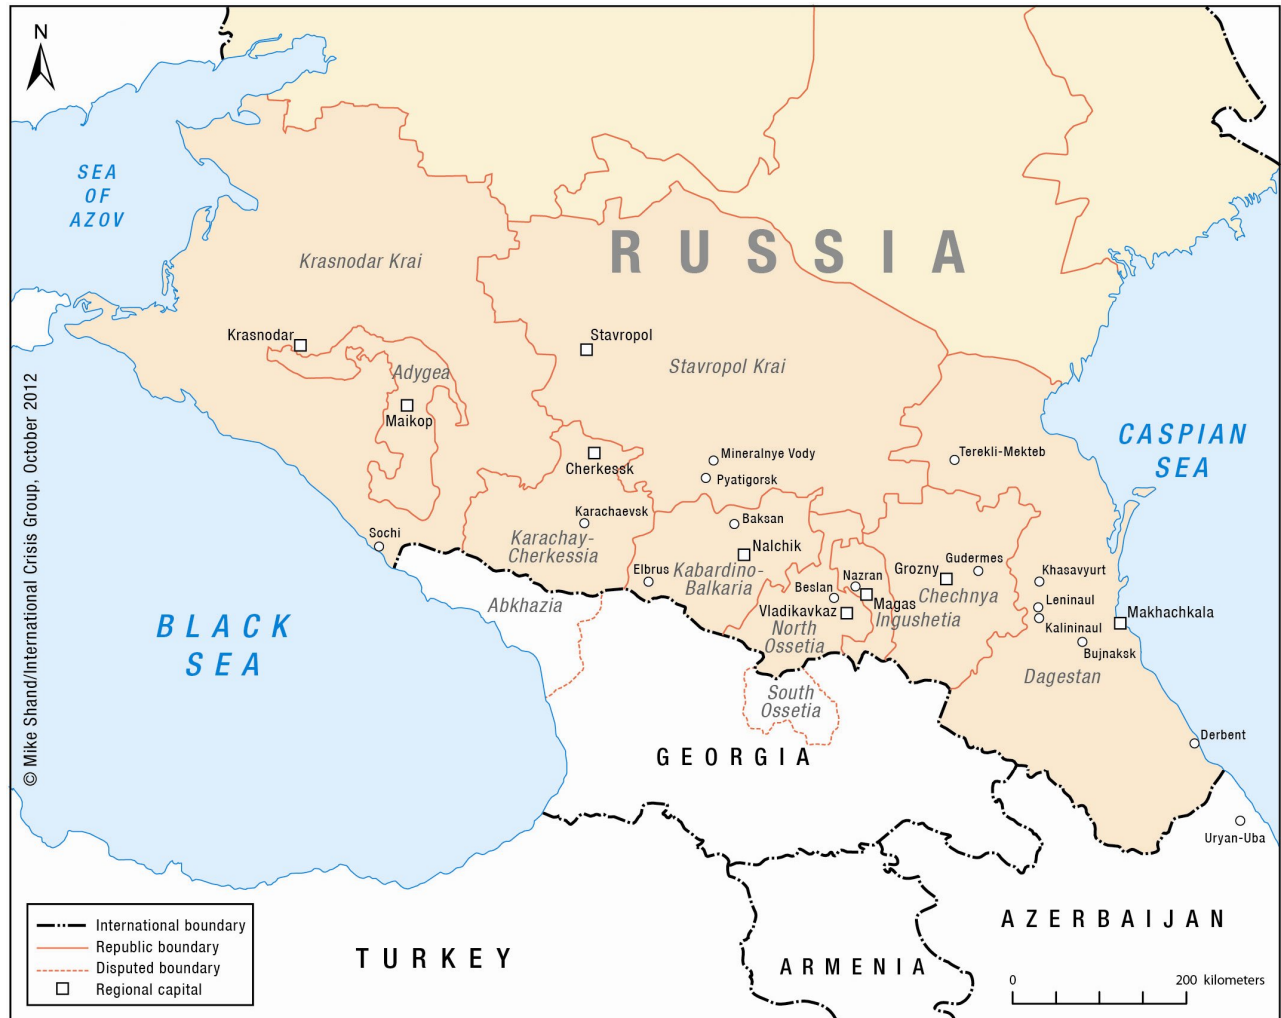 N
SEA
OF
AZOV
RUSSIA
Krasnodar Krai
Krasnodar
Stavropol
Stavropol Krai
Adygea
Maikop
CASPIAN
SEA
Cherkessk
Mineralnye Vody
Pyatigorsk
Terekli-Mekteb
Karachaevsk
Baksan
Sochi
Karachay-
Cherkessia
Nalchik
Elbrus
Kabardino-
Balkaria
Beslan
Nazran
Grozny
Gudermes
Khasavyurt
Chechnya
Magas
Ingushetia
Vladikavkaz
North
Ossetia
Leninaul
Kalininaul
Makhachkala
Bujnaksk
Dagestan
Abkhazia
BLACK
SEA
South
Ossetia
GEORGIA
Derbent
Uryan-Uba
AZERBAIJAN
TURKEY
ARMENIA
© Mike Shand/International Crisis Group, October 2012
International boundary
Republic boundary
Disputed boundary
Regional capital
0 200 kilometers